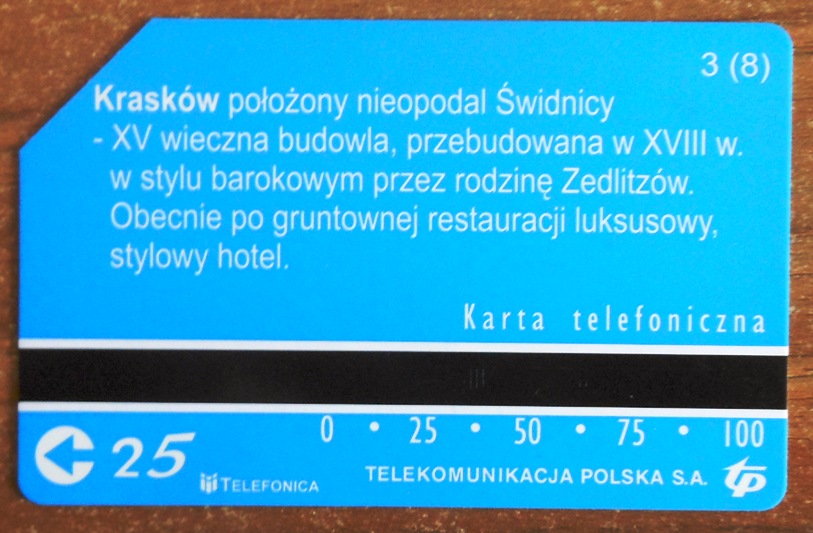 3 (8)
Krasków położony nieopodal Świdnicy
- XV wieczna budowla, przebudowana w XVIII w.
w stylu barokowym przez rodzinę Zedlitzów.
Obecnie po gruntownej restauracji luksusowy,
stylowy hotel.
Karta telefoniczna
0 • 25 • 50 • 75 • 100
25
TELEFONICA
TELEKOMUNIKACJA POLSKA S.A. tp